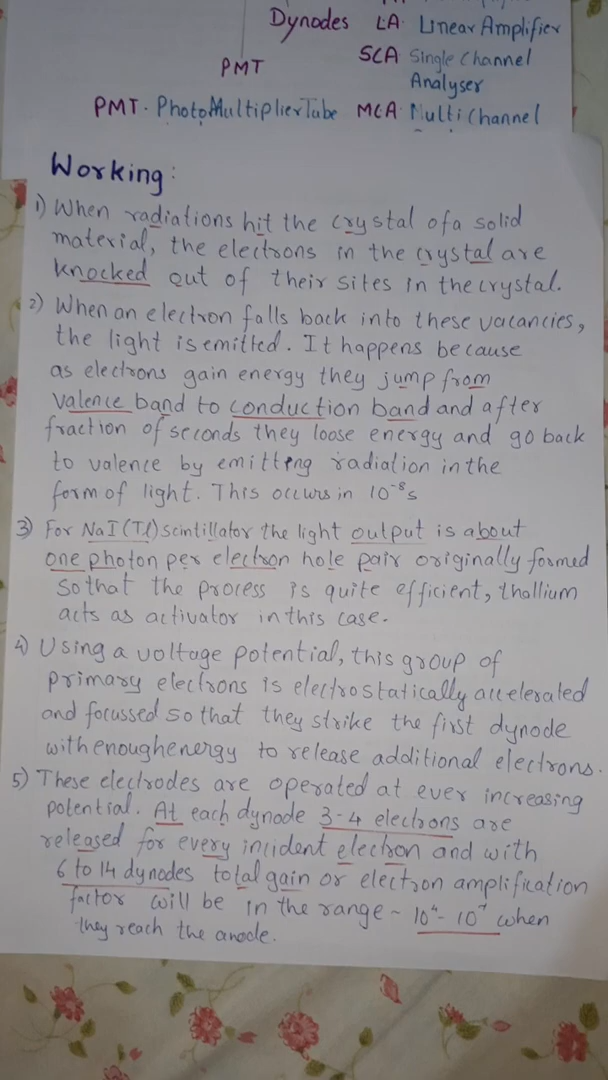 Dynodes LA. Linear Amplifier
PMT SCA Single Channel
Analyser
PMT. PhotoMultiplierTube MCA Multi Channel
Working:
1) When radiations hit the crystal of a solid
material, the electrons in the crystal are
knocked out of their sites in the crystal.
2) When an electron falls back into these vacancies,
the light is emitted. It happens because
as electrons gain energy they jump from
valence band to conduction band and after
fraction of seconds they loose energy and go back
to valence by emitting radiation in the
form of light. This occurs in 10⁻⁸s
3) For NaI(Tl) scintillator the light output is about
one photon per electron hole pair originally formed
so that the process is quite efficient, thallium
acts as activator in this case.
4) Using a voltage potential, this group of
primary electrons is electrostatically accelerated
and focussed so that they strike the first dynode
with enough energy to release additional electrons.
5) These electrodes are operated at ever increasing
potential. At each dynode 3-4 electrons are
released for every incident electron and with
6 to 14 dynodes total gain or electron amplification
factor will be in the range ~ 10⁴- 10⁷ when
they reach the anode.